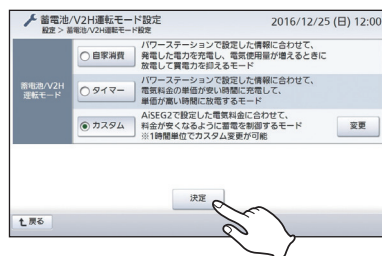 蓄電池/V2H運転モード設定
設定 > 蓄電池/V2H運転モード設定
2016/12/25 (日) 12:00
蓄電池/V2H
運転モード
自家消費
パワーステーションで設定した情報に合わせて、
発電した電力を充電し、電気使用量が増えるときに
放電して買電力を抑えるモード
タイマー
パワーステーションで設定した情報に合わせて、
電気料金の単価が安い時間に充電して、
単価が高い時間に放電するモード
カスタム
AiSEG2で設定した電気料金に合わせて、
料金が安くなるように蓄電を制御するモード
※1時間単位でカスタム変更が可能
変更
決定
戻る